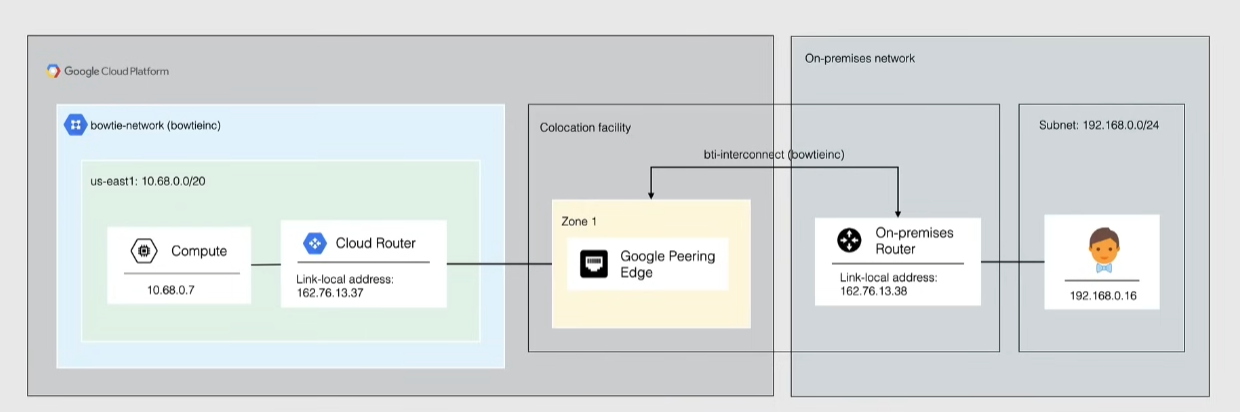 Google Cloud Platform
bowtie-network (bowtieinc)
us-east1: 10.68.0.0/20
Compute
10.68.0.7
Cloud Router
Link-local address:
162.76.13.37
Colocation facility
bti-interconnect (bowtieinc)
Zone 1
Google Peering
Edge
On-premises network
On-premises
Router
Link-local address:
162.76.13.38
Subnet: 192.168.0.0/24
192.168.0.16